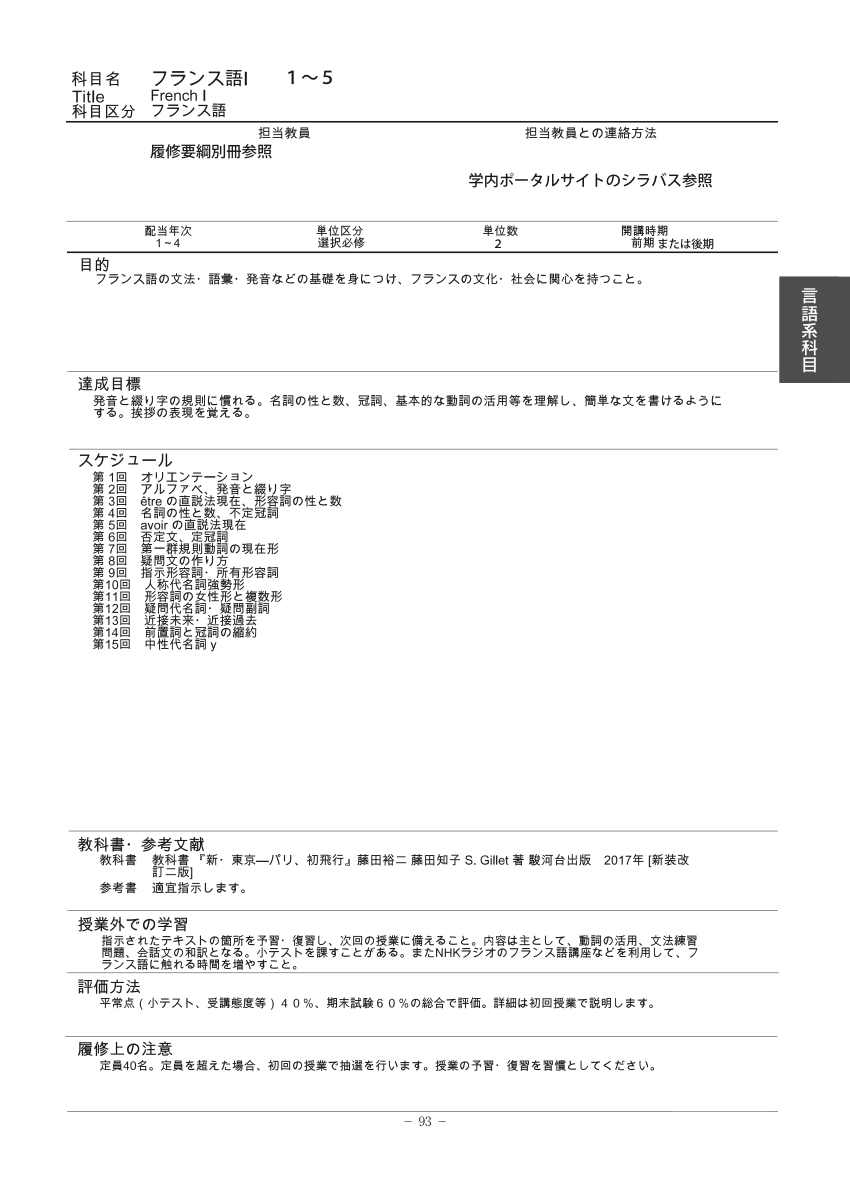 科目名 フランス語I 1～5
Title French I
科目区分 フランス語
担当教員 担当教員との連絡方法
履修要綱別冊参照
学内ポータルサイトのシラバス参照
配当年次 単位区分 単位数 開講時期
1~4 選択必修 2 前期 または後期
目的
フランス語の文法・語彙・発音などの基礎を身につけ、フランスの文化・社会に関心を持つこと。
言語系科目
達成目標
発音と綴り字の規則に慣れる。名詞の性と数、冠詞、基本的な動詞の活用等を理解し、簡単な文を書けるように
する。挨拶の表現を覚える。
スケジュール
第 1回 オリエンテーション
第 2回 アルファベ、発音と綴り字
第 3回 être の直説法現在、形容詞の性と数
第 4回 名詞の性と数、不定冠詞
第 5回 avoir の直説法現在
第 6回 否定文、定冠詞
第 7回 第一群規則動詞の現在形
第 8回 疑問文の作り方
第 9回 指示形容詞・所有形容詞
第10回 人称代名詞強勢形
第11回 形容詞の女性形と複数形
第12回 疑問代名詞・疑問副詞
第13回 近接未来・近接過去
第14回 前置詞と冠詞の縮約
第15回 中性代名詞 y
教科書・参考文献
教科書 教科書 『新・東京―パリ、初飛行』藤田裕二 藤田知子 S. Gillet 著 駿河台出版 2017年 [新装改
訂二版]
参考書 適宜指示します。
授業外での学習
指示されたテキストの箇所を予習・復習し、次回の授業に備えること。内容は主として、動詞の活用、文法練習
問題、会話文の和訳となる。小テストを課すことがある。またNHKラジオのフランス語講座などを利用して、フ
ランス語に触れる時間を増やすこと。
評価方法
平常点（小テスト、受講態度等）４０％、期末試験６０％の総合で評価。詳細は初回授業で説明します。
履修上の注意
定員40名。定員を超えた場合、初回の授業で抽選を行います。授業の予習・復習を習慣としてください。
− 93 −